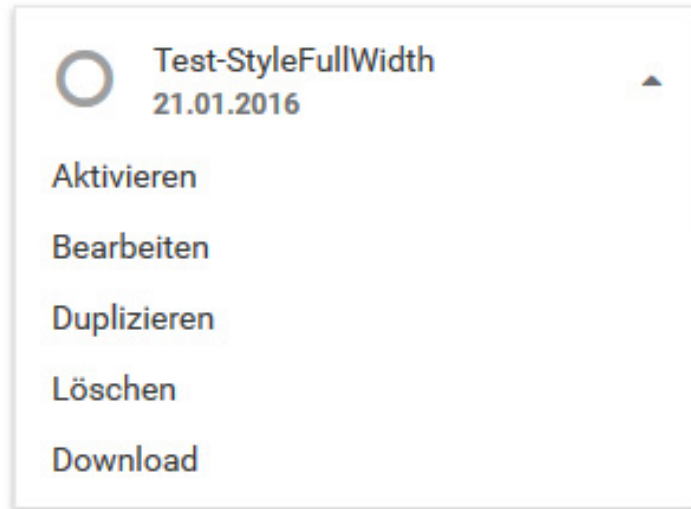 Test-StyleFullWidth
21.01.2016
Aktivieren
Bearbeiten
Duplizieren
Löschen
Download